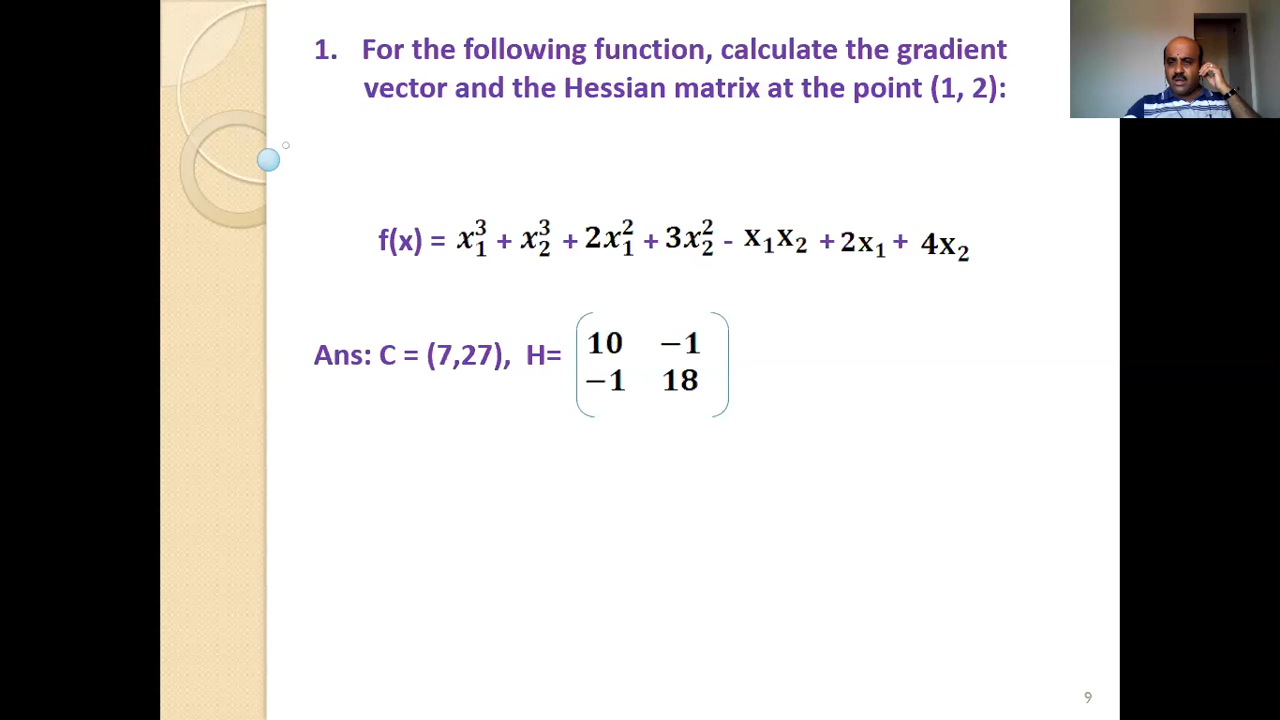 1. For the following function, calculate the gradient
vector and the Hessian matrix at the point (1, 2):
f(x) = x₁³ + x₂³ + 2x₁² + 3x₂² - x₁x₂ + 2x₁ + 4x₂
Ans: C = (7,27), H= 10 −1
−1 18
9